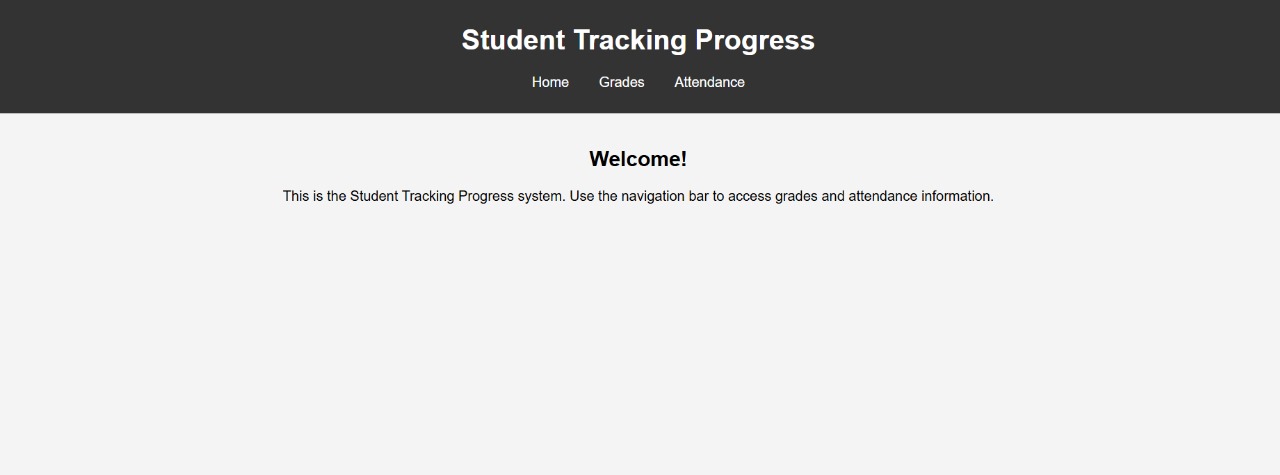 Student Tracking Progress
Home Grades Attendance
Welcome!
This is the Student Tracking Progress system. Use the navigation bar to access grades and attendance information.